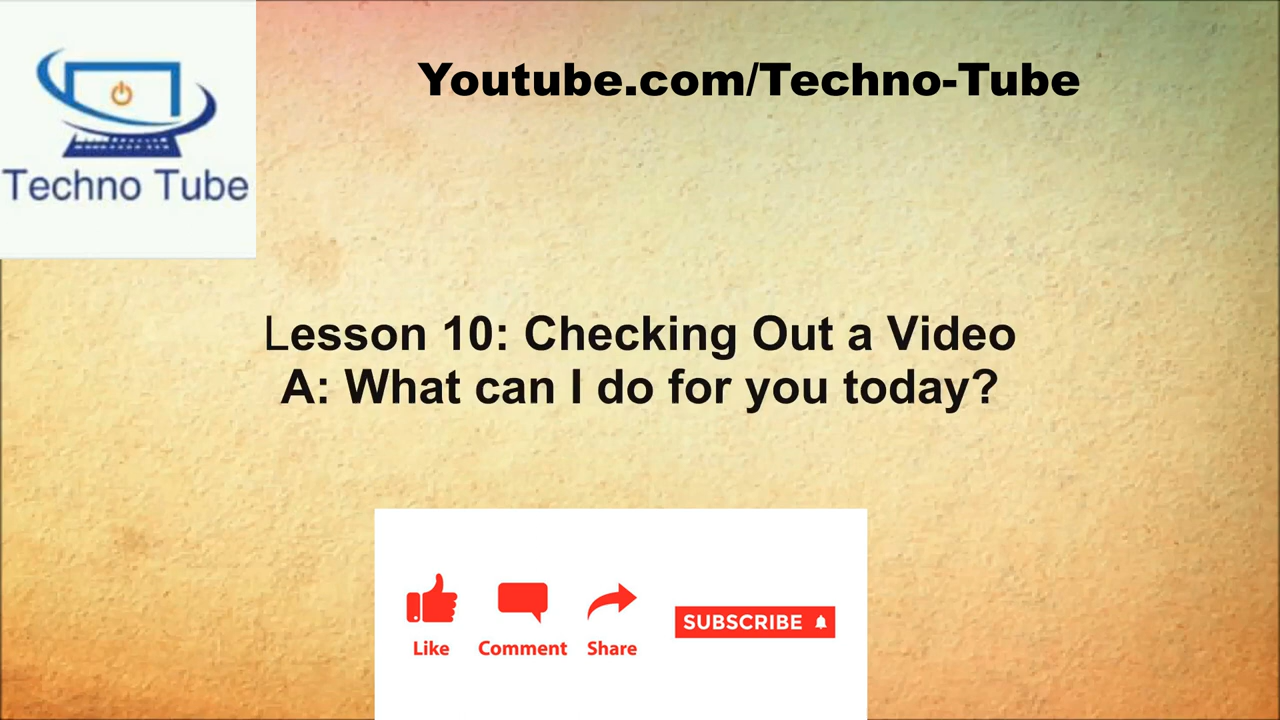 Techno Tube
Youtube.com/Techno-Tube
Lesson 10: Checking Out a Video
A: What can I do for you today?
Like Comment Share
SUBSCRIBE